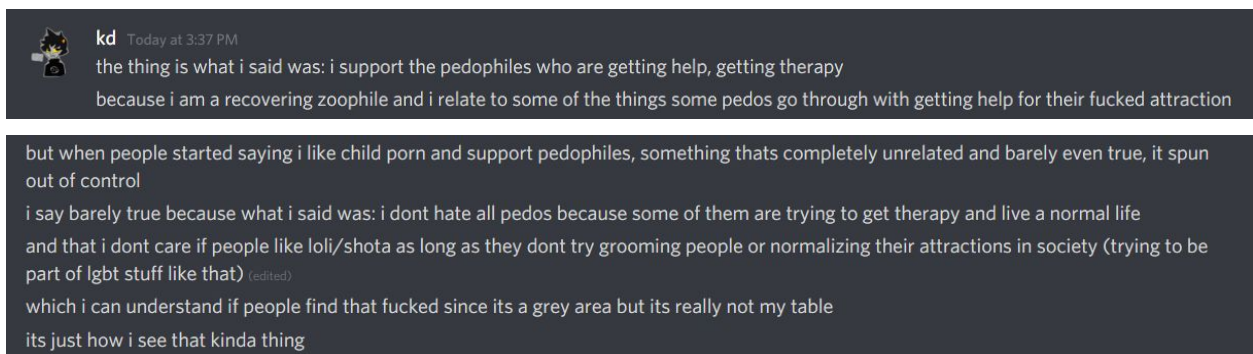 kd Today at 3:37 PM
the thing is what i said was: i support the pedophiles who are getting help, getting therapy
because i am a recovering zoophile and i relate to some of the things some pedos go through with getting help for their fucked attraction
but when people started saying i like child porn and support pedophiles, something thats completely unrelated and barely even true, it spun
out of control
i say barely true because what i said was: i dont hate all pedos because some of them are trying to get therapy and live a normal life
and that i dont care if people like loli/shota as long as they dont try grooming people or normalizing their attractions in society (trying to be
part of lgbt stuff like that) (edited)
which i can understand if people find that fucked since its a grey area but its really not my table
its just how i see that kinda thing